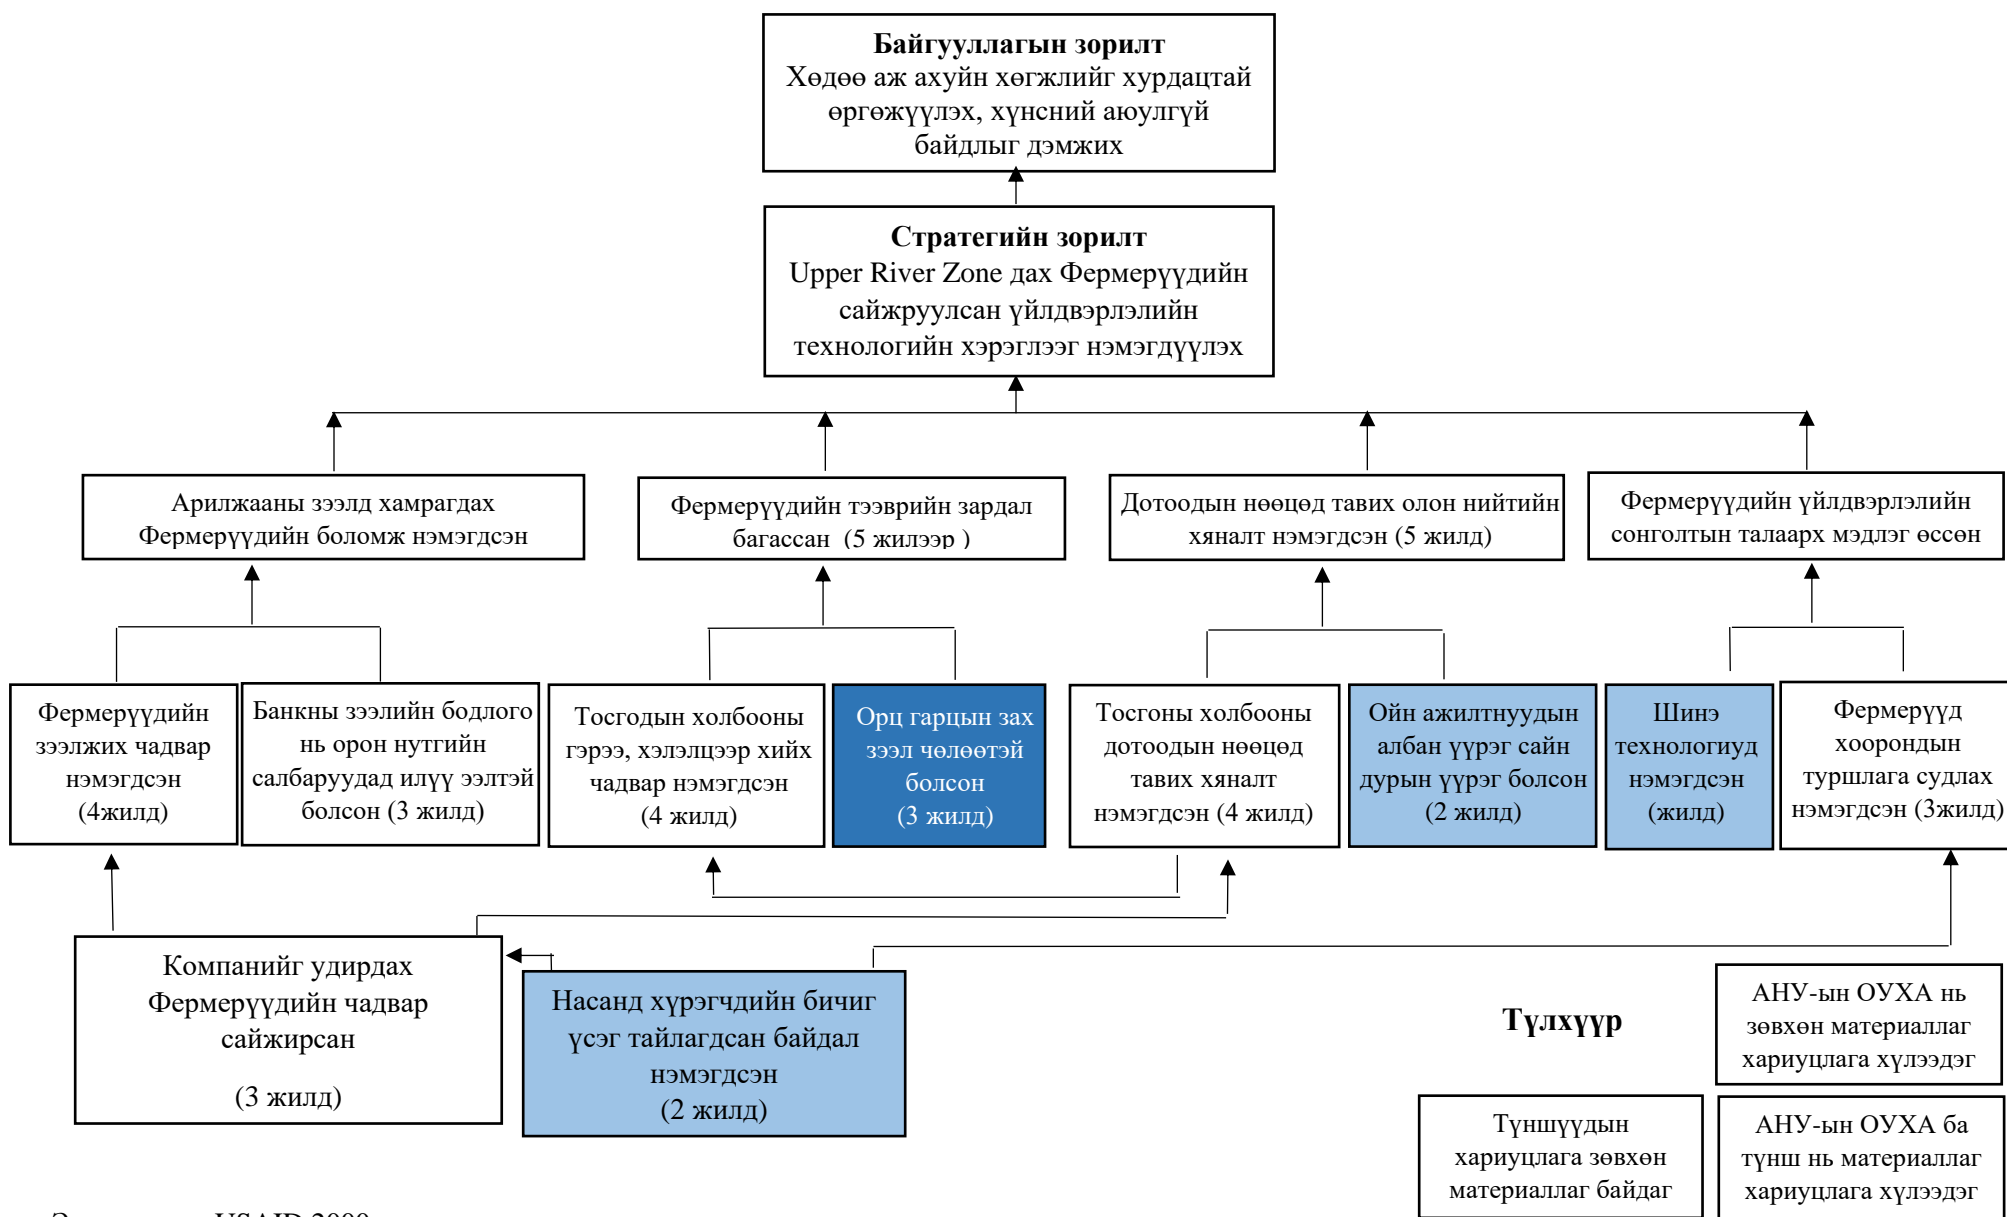 Байгууллагын зорилт
Хөдөө аж ахуйн хөгжлийг хурдацтай
өргөжүүлэх, хүнсний аюулгүй
байдлыг дэмжих
Стратегийн зорилт
Upper River Zone дах Фермерүүдийн
сайжруулсан үйлдвэрлэлийн
технологийн хэрэглээг нэмэгдүүлэх
Арилжааны зээлд хамрагдах
Фермерүүдийн боломж нэмэгдсэн
Фермерүүдийн тээврийн зардал
багассан (5 жилээр )
Дотоодын нөөцөд тавих олон нийтийн
хяналт нэмэгдсэн (5 жилд)
Фермерүүдийн үйлдвэрлэлийн
сонголтын талаарх мэдлэг өссөн
Фермерүүдийн
зээлжих чадвар
нэмэгдсэн
(4жилд)
Банкны зээлийн бодлого
нь орон нутгийн
салбаруудад илүү ээлтэй
болсон (3 жилд)
Тосгодын холбооны
гэрээ, хэлэлцээр хийх
чадвар нэмэгдсэн
(4 жилд)
Орц гарцын зах
зээл чөлөөтэй
болсон
(3 жилд)
Тосгоны холбооны
дотоодын нөөцөд
тавих хяналт
нэмэгдсэн (4 жилд)
Ойн ажилтнуудын
албан үүрэг сайн
дурын үүрэг болсон
(2 жилд)
Шинэ
технологиуд
нэмэгдсэн
(жилд)
Фермерүүд
хоорондын
туршлага судлах
нэмэгдсэн (3жилд)
Компанийг удирдах
Фермерүүдийн чадвар
сайжирсан
(3 жилд)
Насанд хүрэгчдийн бичиг
үсэг тайлагдсан байдал
нэмэгдсэн
(2 жилд)
Түлхүүр
АНУ-ын ОУХА нь
зөвхөн материаллаг
хариуцлага хүлээдэг
Түншүүдын
хариуцлага зөвхөн
материаллаг байдаг
АНУ-ын ОУХА ба
түнш нь материаллаг
хариуцлага хүлээдэг
USAID 2000